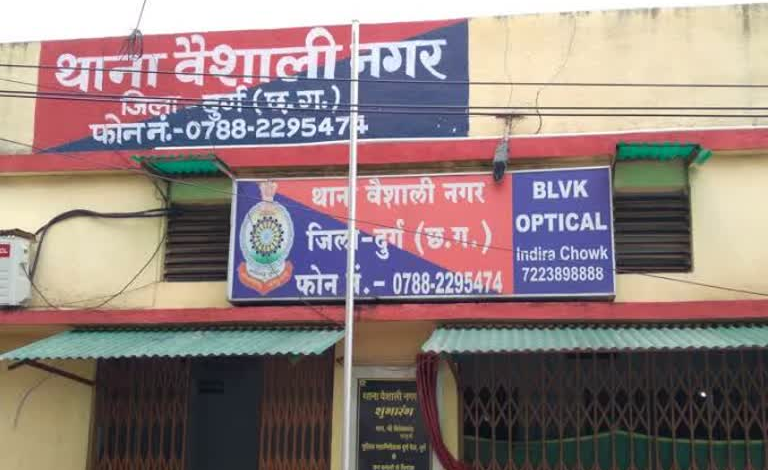 थाना वैशाली नगर
जिला - दुर्ग (छ.ग.)
फोन नं.-0788-2295474
थाना वैशाली नगर
जिला-दुर्ग (छ.ग.)
फोन नं.- 0788-2295474
BLVK
OPTICAL
Indira Chowk
7223898888
थाना वैशाली नगर